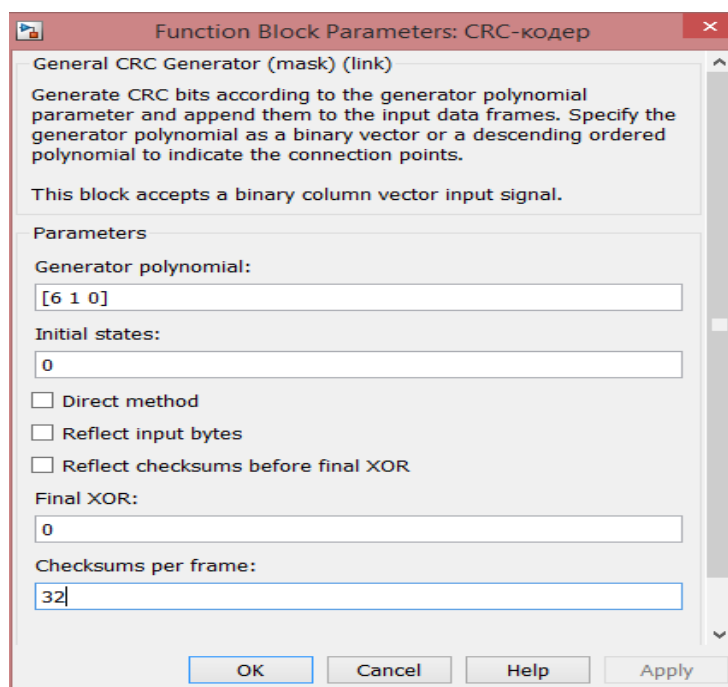 Function Block Parameters: CRC-кодер
General CRC Generator (mask) (link)
Generate CRC bits according to the generator polynomial
parameter and append them to the input data frames. Specify the
generator polynomial as a binary vector or a descending ordered
polynomial to indicate the connection points.
This block accepts a binary column vector input signal.
Parameters
Generator polynomial:
[6 1 0]
Initial states:
0
Direct method
Reflect input bytes
Reflect checksums before final XOR
Final XOR:
0
Checksums per frame:
32
OK Cancel Help Apply